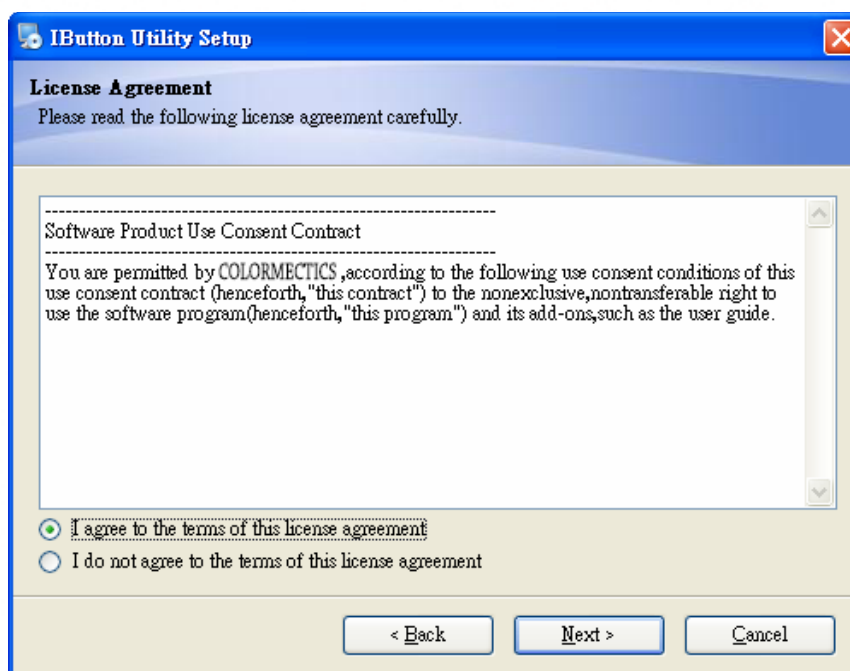 IButton Utility Setup
License Agreement
Please read the following license agreement carefully.
------------------------------------------------------------------
Software Product Use Consent Contract
------------------------------------------------------------------
You are permitted by COLORMECTICS ,according to the following use consent conditions of this
use consent contract (henceforth,"this contract") to the nonexclusive,nontransferable right to
use the software program(henceforth,"this program") and its add-ons,such as the user guide.
I agree to the terms of this license agreement
I do not agree to the terms of this license agreement
< Back
Next >
Cancel